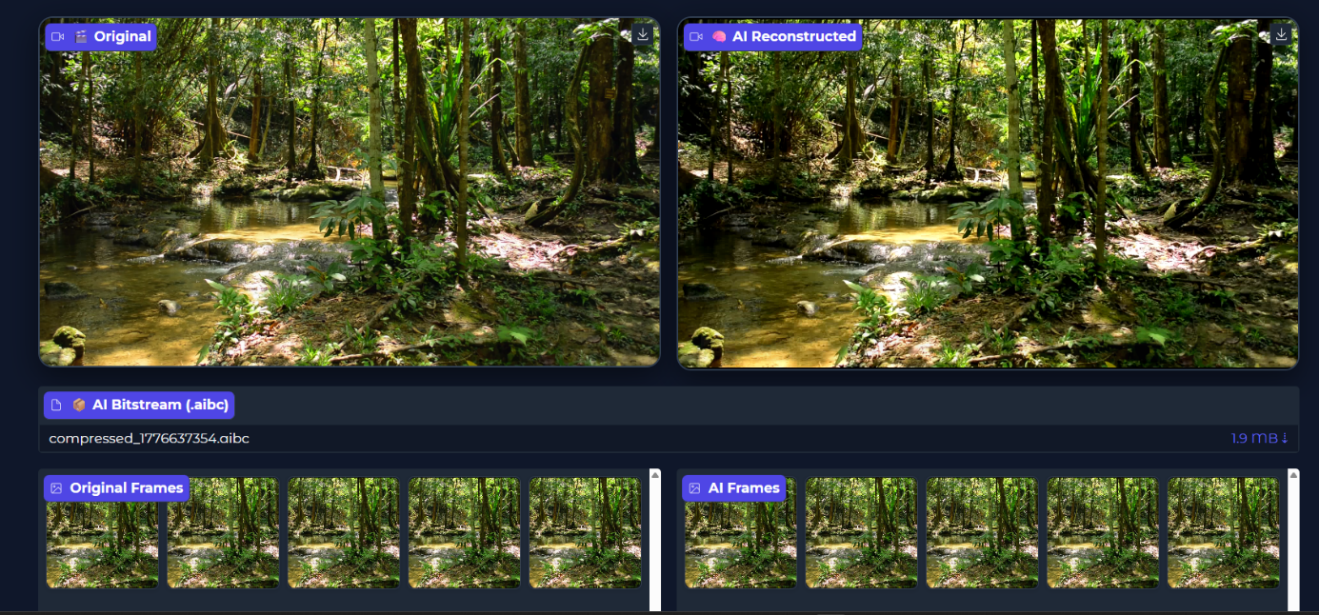 Original
AI Reconstructed
AI Bitstream (.aibc)
compressed_1776637354.aibc
1.9 MB ↓
Original Frames
AI Frames